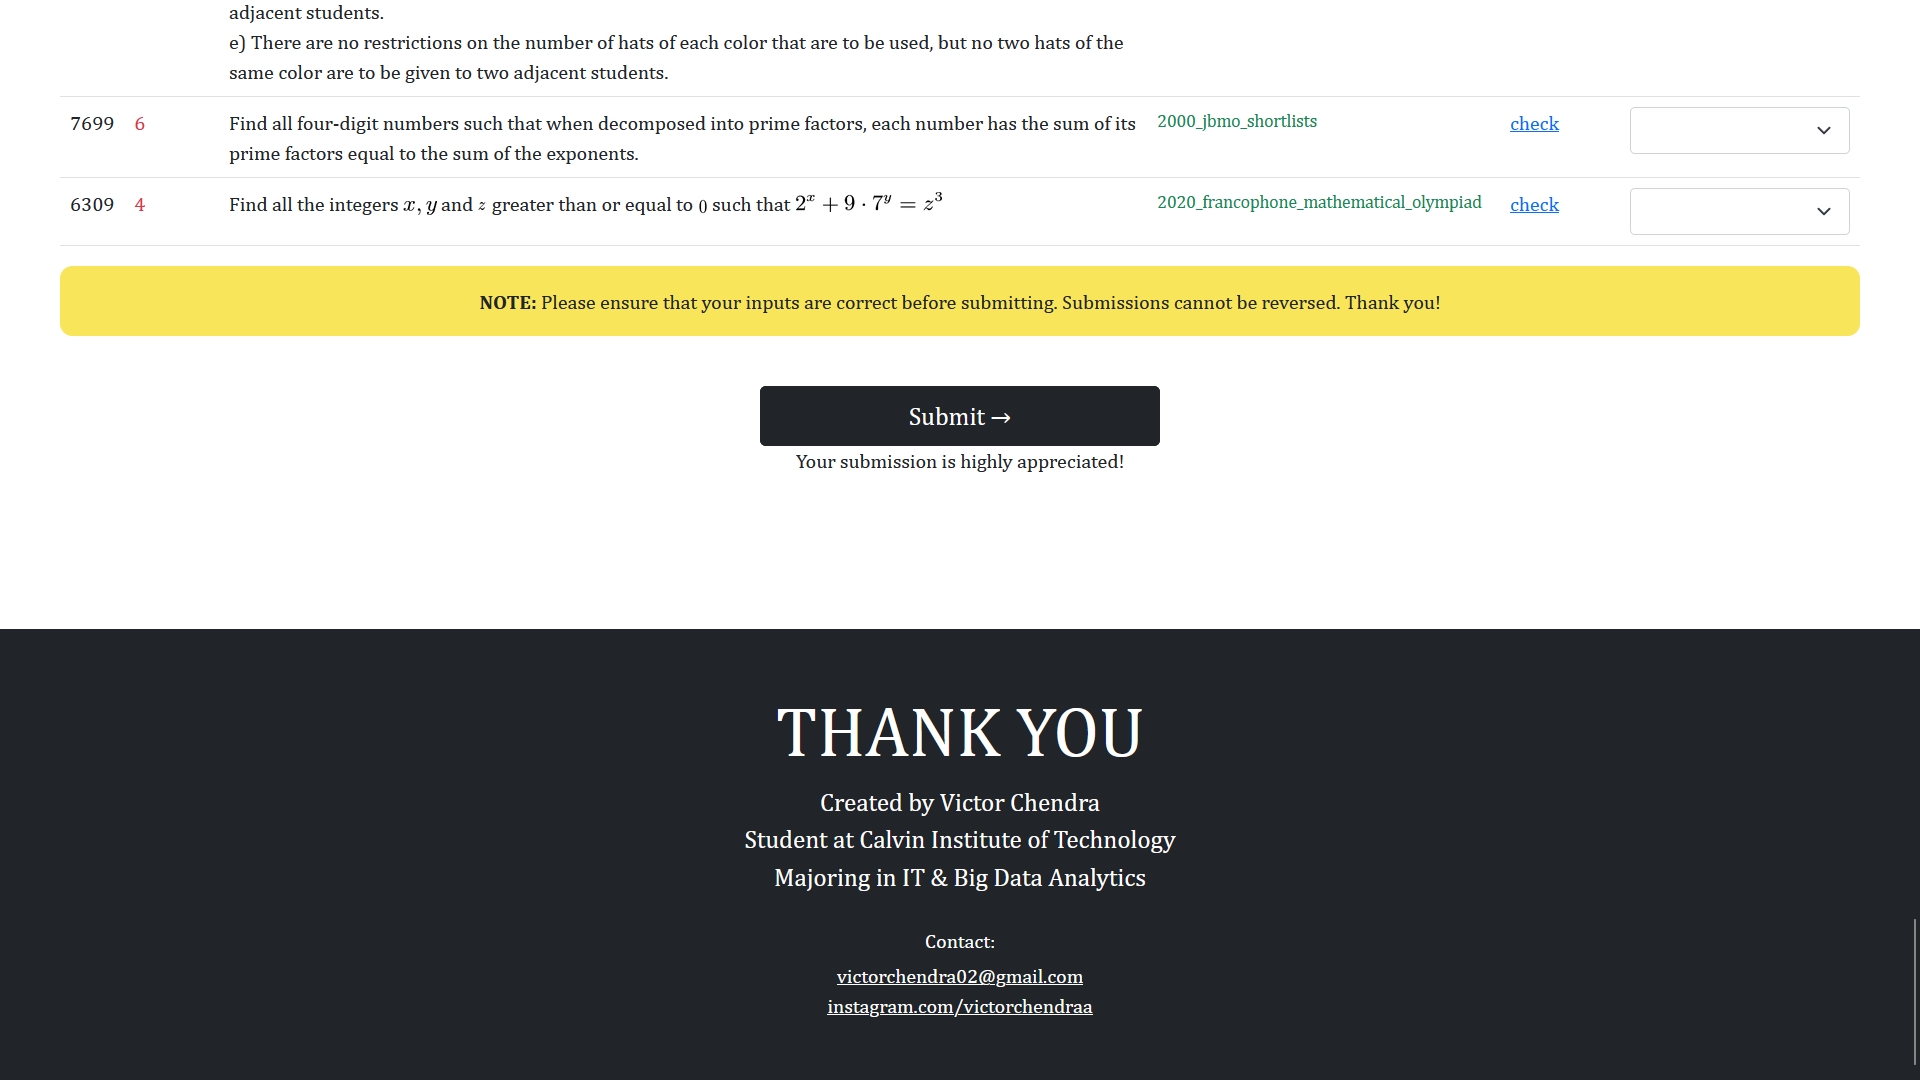 adjacent students.
e) There are no restrictions on the number of hats of each color that are to be used, but no two hats of the
same color are to be given to two adjacent students.
7699 6 Find all four-digit numbers such that when decomposed into prime factors, each number has the sum of its 2000_jbmo_shortlists check
prime factors equal to the sum of the exponents.
6309 4 Find all the integers x, y and z greater than or equal to 0 such that 2^x + 9 · 7^y = z^3 2020_francophone_mathematical_olympiad check
NOTE: Please ensure that your inputs are correct before submitting. Submissions cannot be reversed. Thank you!
Submit →
Your submission is highly appreciated!
THANK YOU
Created by Victor Chendra
Student at Calvin Institute of Technology
Majoring in IT & Big Data Analytics
Contact:
victorchendra02@gmail.com
instagram.com/victorchendraa